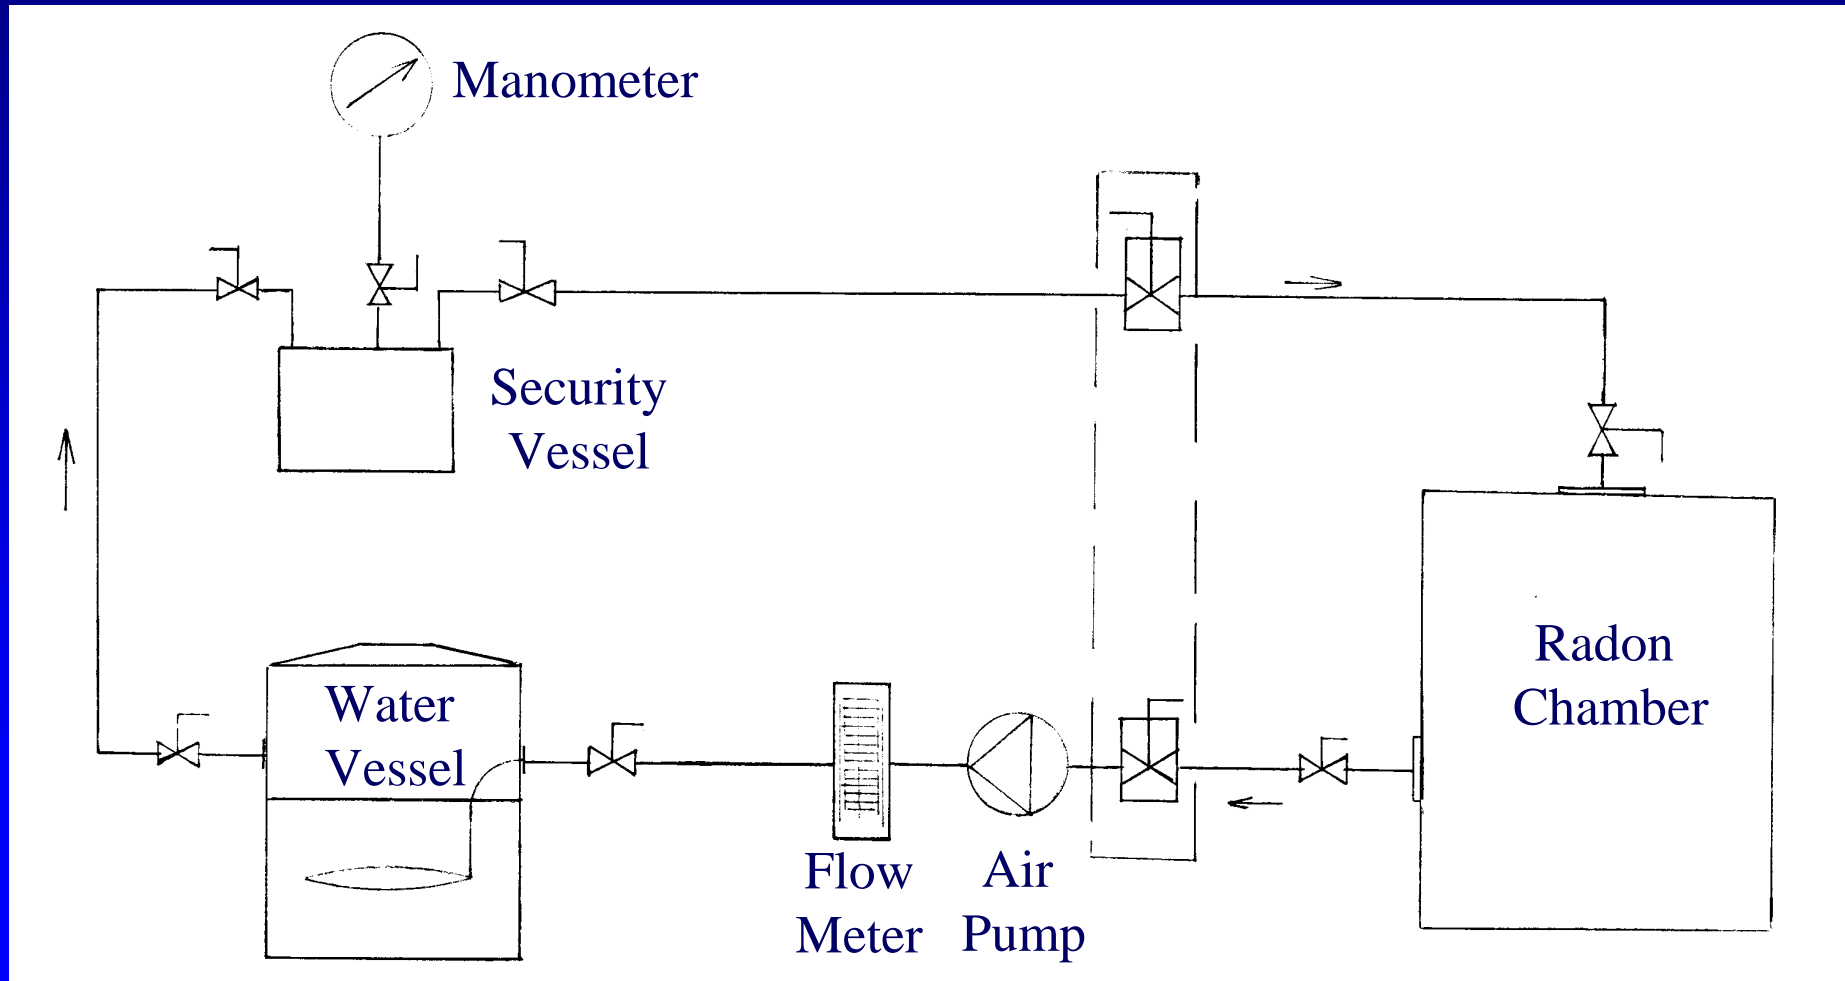 Manometer
Security
Vessel
Water
Vessel
Radon
Chamber
Flow
Meter
Air
Pump